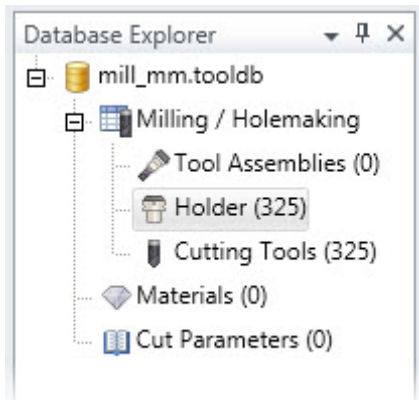 Database Explorer
mill_mm.tooldb
Milling / Holemaking
Tool Assemblies (0)
Holder (325)
Cutting Tools (325)
Materials (0)
Cut Parameters (0)